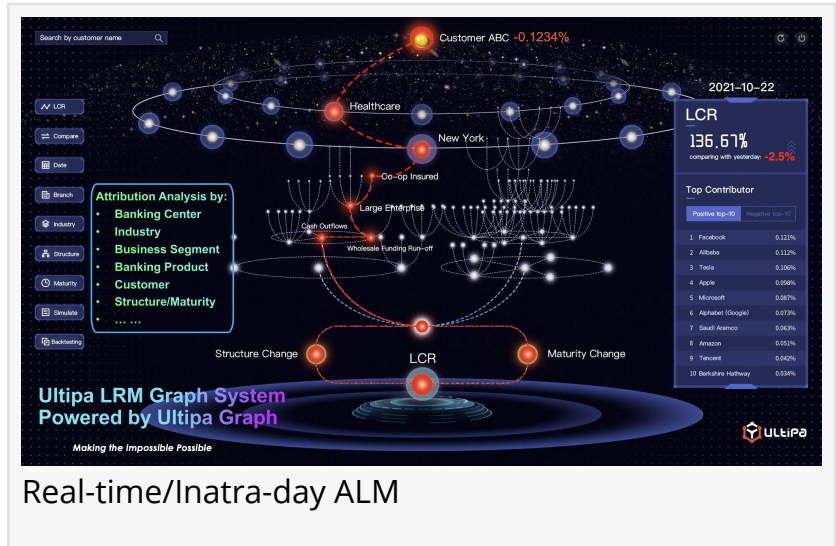 Search by customer name
Customer ABC -0.1234%
2021-10-22
LCR
Compare
Date
Branch
Industry
Structure
Maturity
Simulate
Backtesting
Healthcare
New York
Co-op Insured
Large Enterprise
Cash Outflows
Wholesale Funding Run-off
Attribution Analysis by:
• Banking Center
• Industry
• Business Segment
• Banking Product
• Customer
• Structure/Maturity
• ... ...
LCR
136.67%
comparing with yesterday: -2.5%
Top Contributor
Positive top-10 Negative top-10
1 Facebook 0.121%
2 Alibaba 0.112%
3 Tesla 0.106%
4 Apple 0.098%
5 Microsoft 0.087%
6 Alphabet (Google) 0.073%
7 Saudi Aramco 0.063%
8 Amazon 0.051%
9 Tencent 0.042%
10 Berkshire Hathway 0.034%
Structure Change
LCR
Maturity Change
Ultipa LRM Graph System
Powered by Ultipa Graph
Making the Impossible Possible
ULTIPA
Real-time/Inatra-day ALM